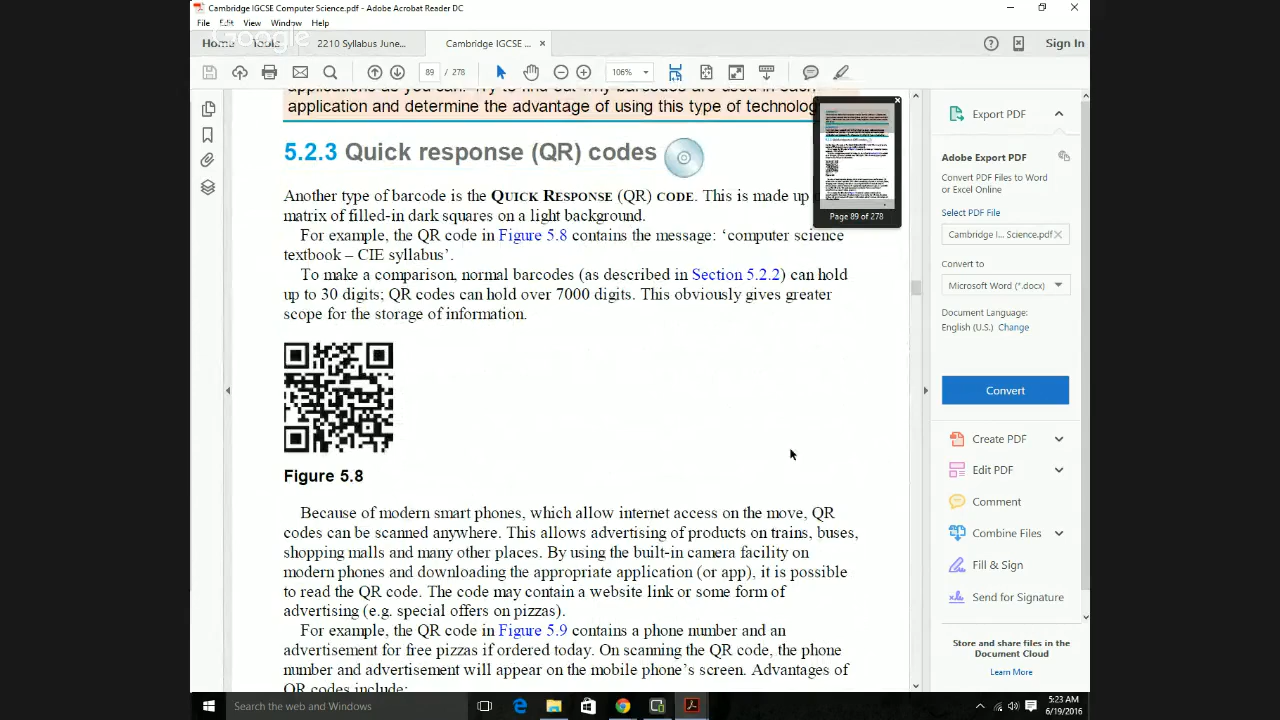 Cambridge IGCSE Computer Science.pdf - Adobe Acrobat Reader DC
File Edit View Window Help
Google
Home Tools 2210 Syllabus June... Cambridge IGCSE ... Sign In
89 / 278 106%
application and determine the advantage of using this type of technolog
5.2.3 Quick response (QR) codes
Another type of barcode is the QUICK RESPONSE (QR) CODE. This is made up
matrix of filled-in dark squares on a light background.
For example, the QR code in Figure 5.8 contains the message: ‘computer science
textbook – CIE syllabus’.
To make a comparison, normal barcodes (as described in Section 5.2.2) can hold
up to 30 digits; QR codes can hold over 7000 digits. This obviously gives greater
scope for the storage of information.
Figure 5.8
Because of modern smart phones, which allow internet access on the move, QR
codes can be scanned anywhere. This allows advertising of products on trains, buses,
shopping malls and many other places. By using the built-in camera facility on
modern phones and downloading the appropriate application (or app), it is possible
to read the QR code. The code may contain a website link or some form of
advertising (e.g. special offers on pizzas).
For example, the QR code in Figure 5.9 contains a phone number and an
advertisement for free pizzas if ordered today. On scanning the QR code, the phone
number and advertisement will appear on the mobile phone’s screen. Advantages of
QR codes include:
Page 89 of 278
Export PDF
Adobe Export PDF
Convert PDF Files to Word
or Excel Online
Select PDF File
Cambridge I... Science.pdf
Convert to
Microsoft Word (*.docx)
Document Language:
English (U.S.) Change
Convert
Create PDF
Edit PDF
Comment
Combine Files
Fill & Sign
Send for Signature
Store and share files in the
Document Cloud
Learn More
Search the web and Windows
5:23 AM
6/19/2016